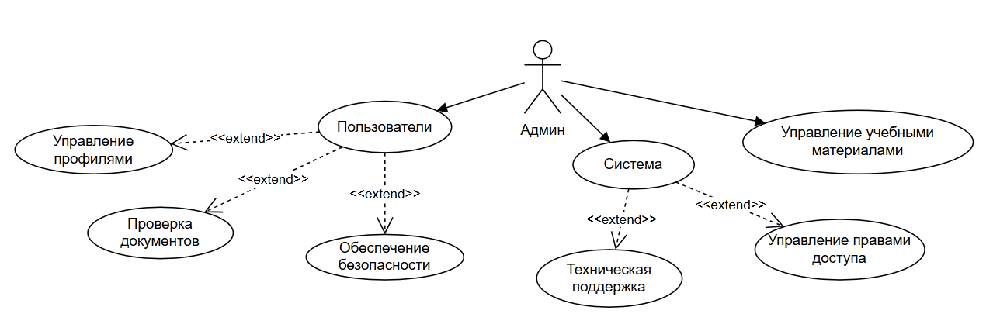 Админ
Пользователи
<<extend>>
Управление
профилями
<<extend>>
Проверка
документов
<<extend>>
Обеспечение
безопасности
Система
<<extend>>
Техническая
поддержка
<<extend>>
Управление правами
доступа
Управление учебными
материалами